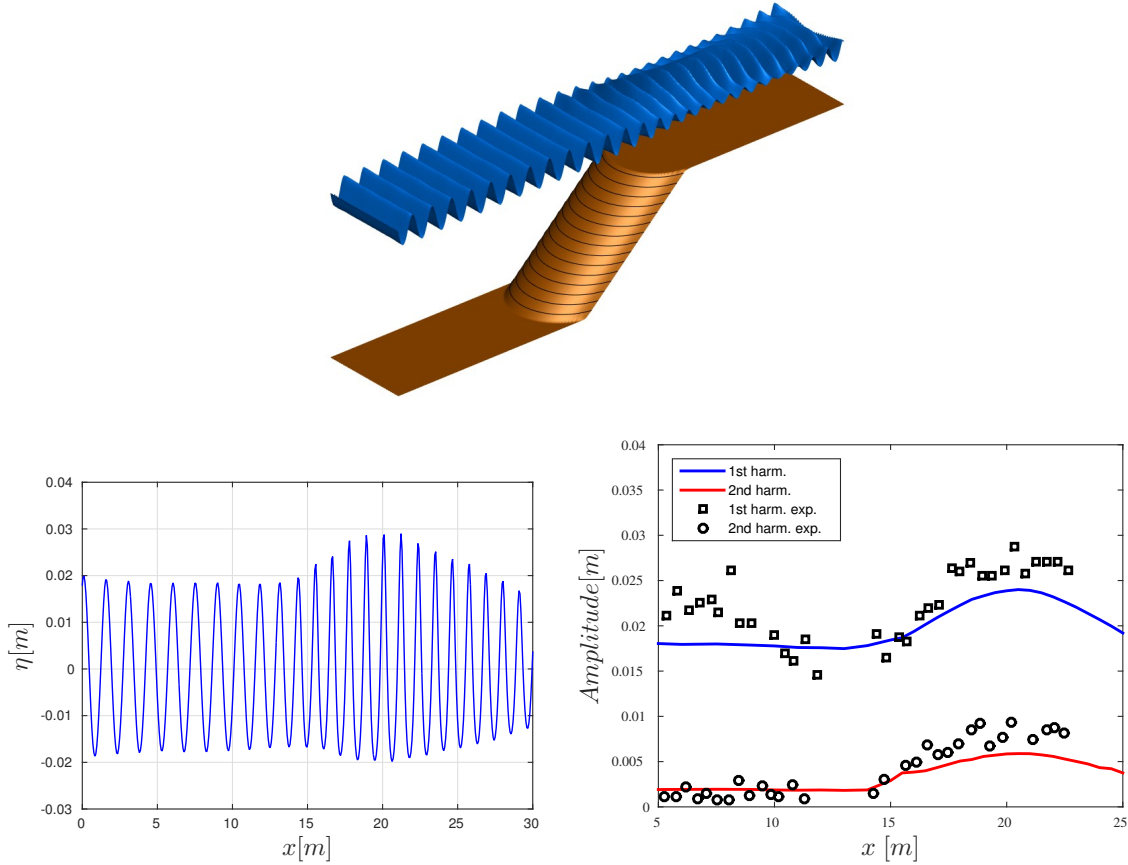 0.04
0.03
0.02
0.01
0
-0.01
-0.02
-0.03
η[m]
0 5 10 15 20 25 30
x[m]
0.04
0.035
0.03
0.025
0.02
0.015
0.01
0.005
0
Amplitude[m]
1st harm.
2nd harm.
1st harm. exp.
2nd harm. exp.
5 10 15 20 25
x [m]